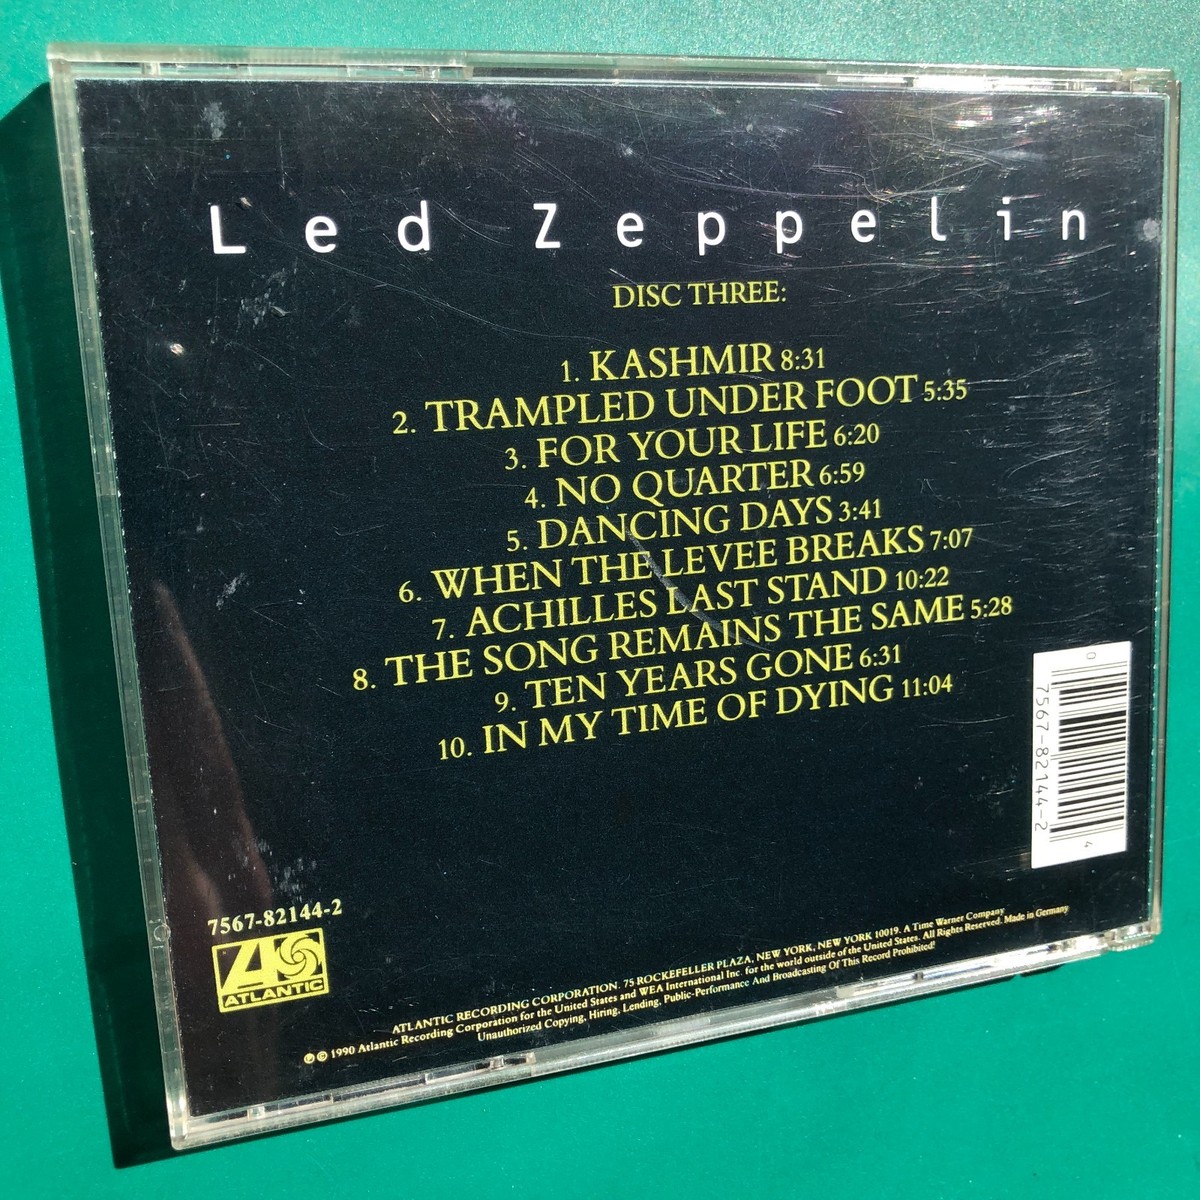 Led Zeppelin
DISC THREE:
1. KASHMIR 8:31
2. TRAMPLED UNDER FOOT 5:35
3. FOR YOUR LIFE 6:20
4. NO QUARTER 6:59
5. DANCING DAYS 3:41
6. WHEN THE LEVEE BREAKS 7:07
7. ACHILLES LAST STAND 10:22
8. THE SONG REMAINS THE SAME 5:28
9. TEN YEARS GONE 6:31
10. IN MY TIME OF DYING 11:04
0 7567-82144-2 4
7567-82144-2
ATLANTIC
ATLANTIC RECORDING CORPORATION. 75 ROCKEFELLER PLAZA, NEW YORK, NEW YORK 10019. A Time Warner Company
℗ © 1990 Atlantic Recording Corporation for the United States and WEA International Inc. for the world outside of the United States. All Rights Reserved. Made in Germany
Unauthorized Copying, Hiring, Lending, Public-Performance And Broadcasting Of This Record Prohibited!